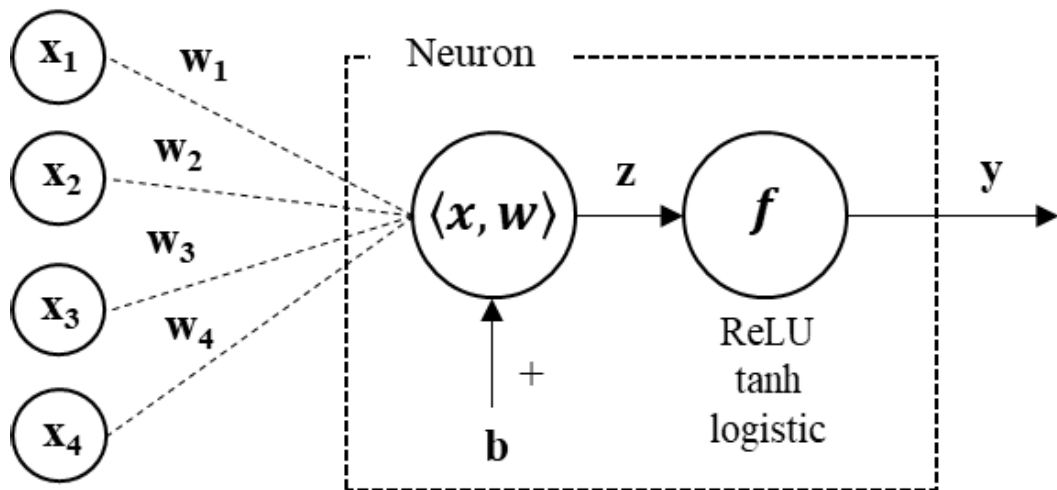 x₁
w₁
Neuron
x₂
w₂
⟨x, w⟩
z
f
y
x₃
w₃
x₄
w₄
+
b
ReLU
tanh
logistic